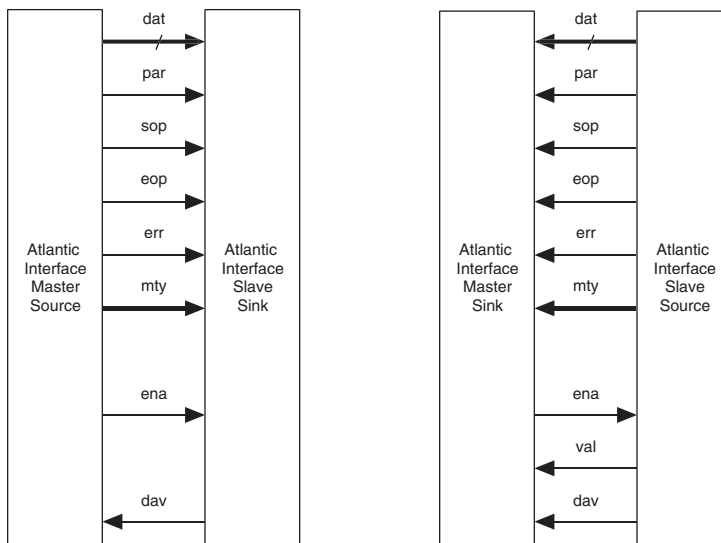 dat
par
sop
eop
err
mty
ena
dav
Atlantic
Interface
Master
Source
Atlantic
Interface
Slave
Sink
dat
par
sop
eop
err
mty
ena
val
dav
Atlantic
Interface
Master
Sink
Atlantic
Interface
Slave
Source